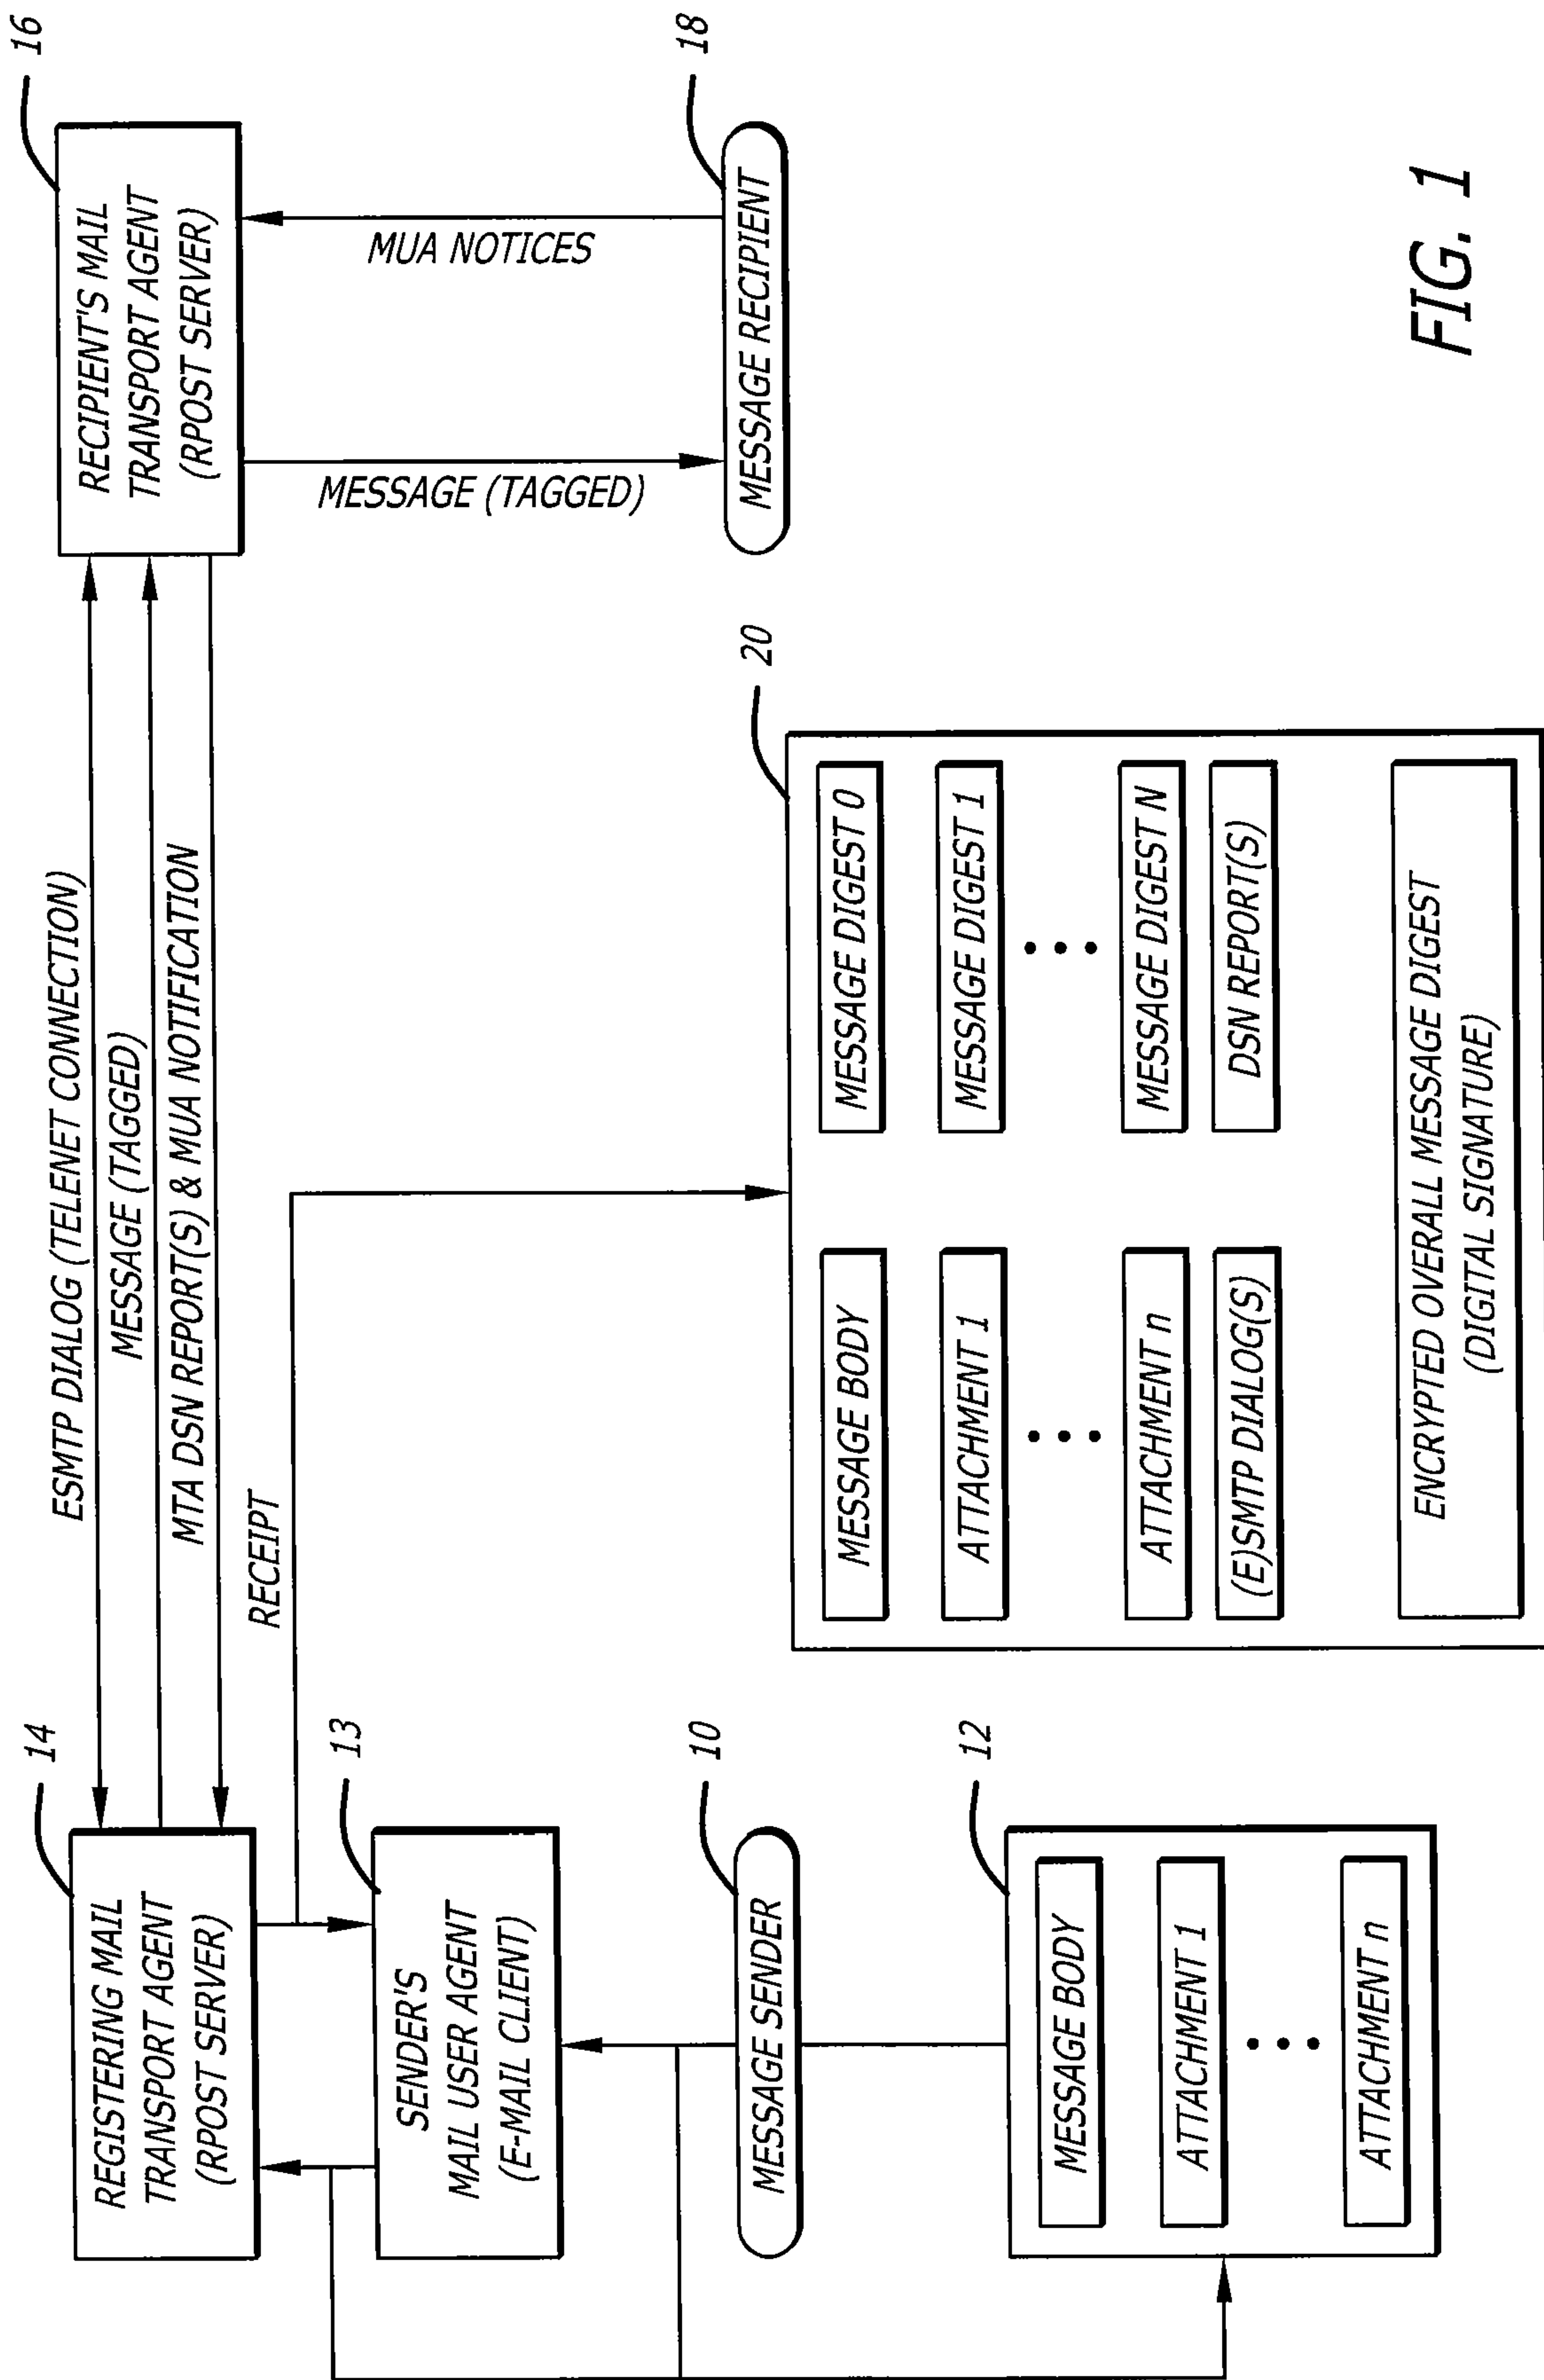 14
REGISTERING MAIL
TRANSPORT AGENT
(RPOST SERVER)
ESMTP DIALOG (TELENET CONNECTION)
MESSAGE (TAGGED)
MTA DSN REPORT(S) & MUA NOTIFICATION
16
RECIPIENT'S MAIL
TRANSPORT AGENT
(RPOST SERVER)
RECEIPT
13
SENDER'S
MAIL USER AGENT
(E-MAIL CLIENT)
MESSAGE (TAGGED)
MUA NOTICES
10
MESSAGE SENDER
18
MESSAGE RECIPIENT
12
MESSAGE BODY
ATTACHMENT 1
• • •
ATTACHMENT n
20
MESSAGE BODY
MESSAGE DIGEST 0
ATTACHMENT 1
MESSAGE DIGEST 1
• • •
• • •
ATTACHMENT n
MESSAGE DIGEST N
(E)SMTP DIALOG(S)
DSN REPORT(S)
ENCRYPTED OVERALL MESSAGE DIGEST
(DIGITAL SIGNATURE)
FIG. 1